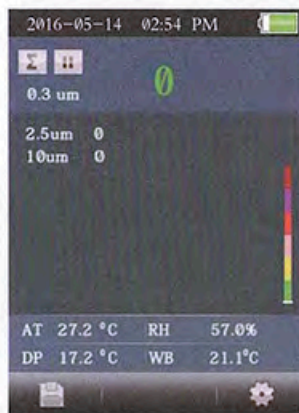 2016-05-14 02:54 PM
Σ
0
0.3 um
2.5um 0
10um 0
AT 27.2 °C RH 57.0%
DP 17.2 °C WB 21.1°C